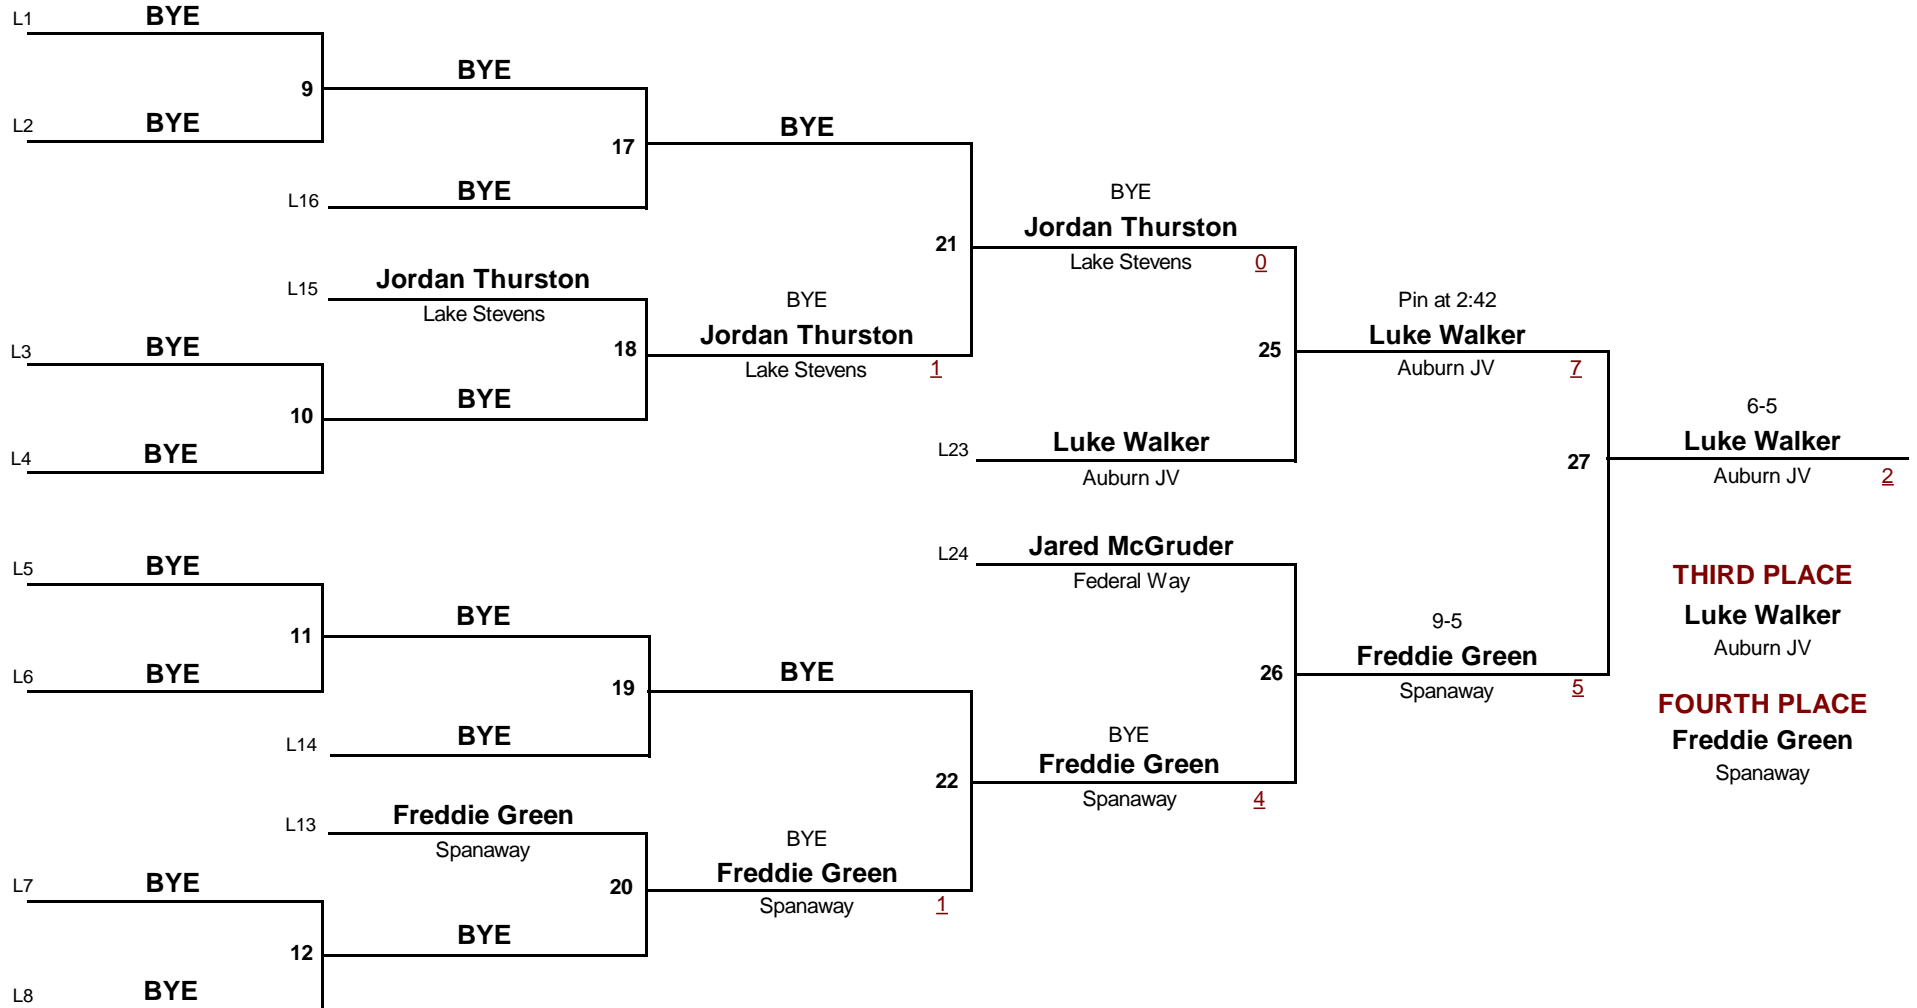 L1 BYE
9
L2 BYE
BYE
17
L16 BYE
BYE
L15 Jordan Thurston
Lake Stevens
L3 BYE
10
L4 BYE
BYE
18
BYE
Jordan Thurston
Lake Stevens 1
21
BYE
Jordan Thurston
Lake Stevens 0
L23 Luke Walker
Auburn JV
25
Pin at 2:42
Luke Walker
Auburn JV 7
L5 BYE
11
L6 BYE
BYE
19
L14 BYE
BYE
L13 Freddie Green
Spanaway
L7 BYE
12
L8 BYE
BYE
20
BYE
Freddie Green
Spanaway 1
22
BYE
Freddie Green
Spanaway 4
L24 Jared McGruder
Federal Way
26
9-5
Freddie Green
Spanaway 5
27
6-5
Luke Walker
Auburn JV 2
THIRD PLACE
Luke Walker
Auburn JV
FOURTH PLACE
Freddie Green
Spanaway